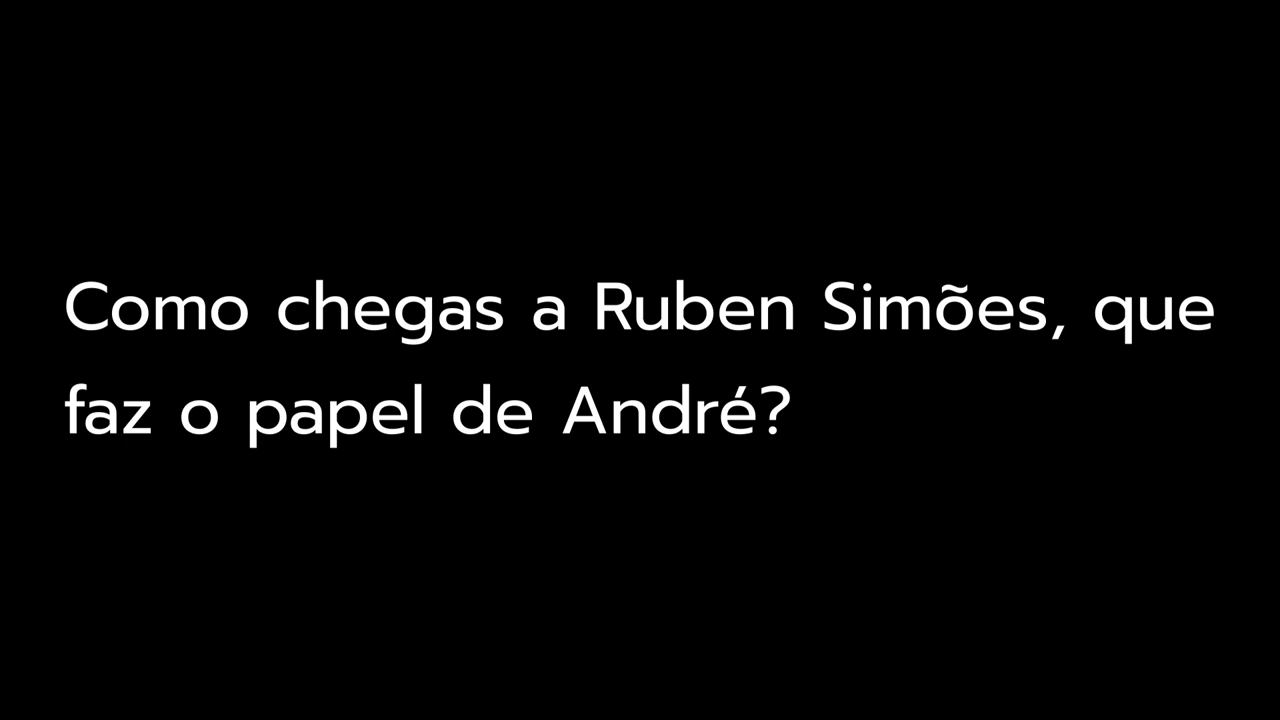 Como chegas a Ruben Simões, que
faz o papel de André?